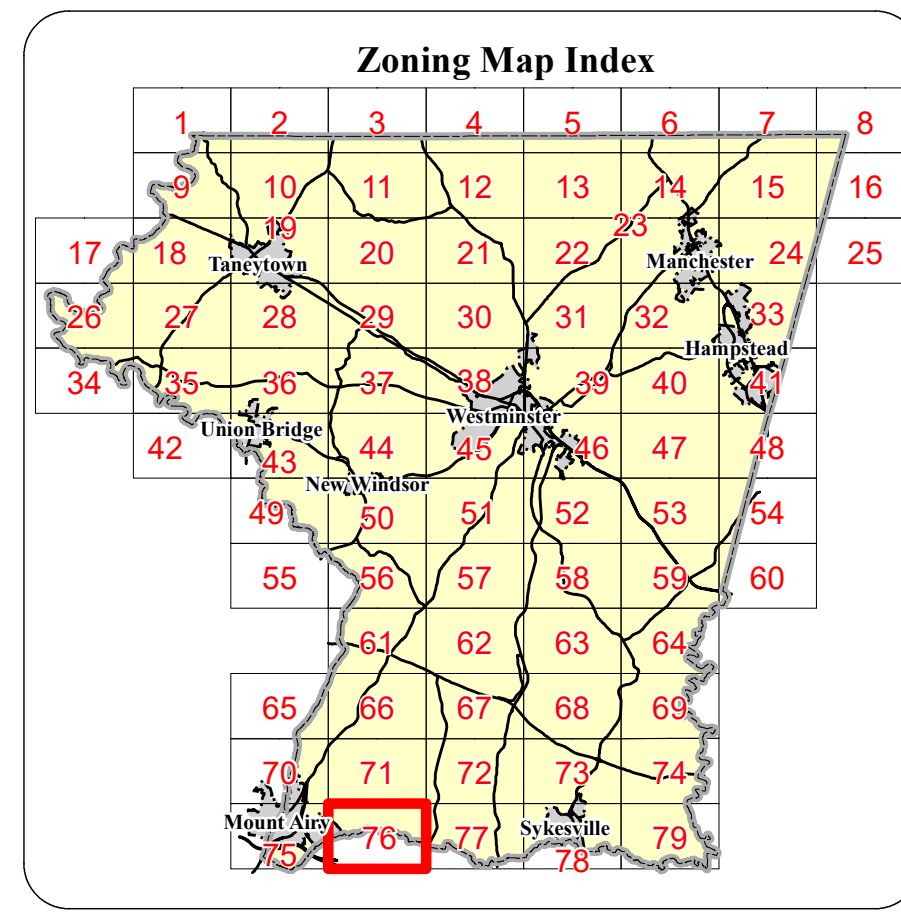 Zoning Map Index
1 2 3 4 5 6 7 8
9 10 11 12 13 14 15 16
17 18 19 20 21 22 23 24 25
Taneytown
Manchester
26 27 28 29 30 31 32 33
Hampstead
34 35 36 37 38 39 40 41
Westminster
Union Bridge
42 43 44 45 46 47 48
New Windsor
49 50 51 52 53 54
55 56 57 58 59 60
61 62 63 64
65 66 67 68 69
70 71 72 73 74
Mount Airy
Sykesville
75 76 77 78 79